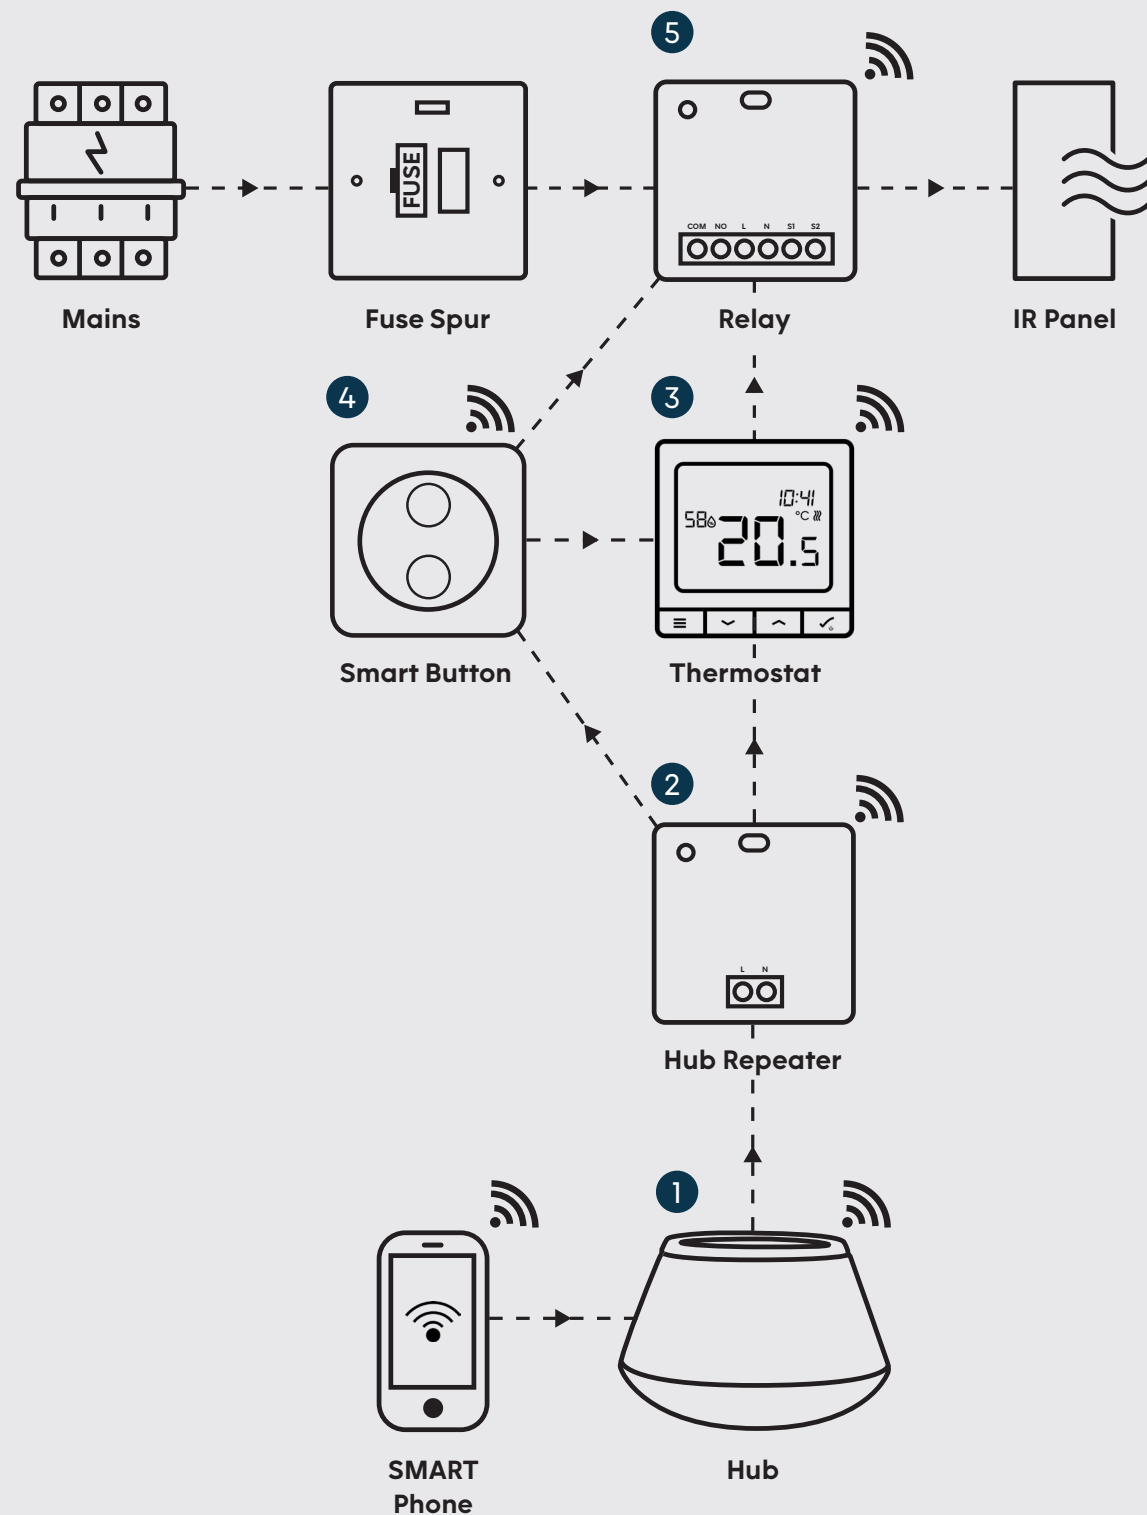 5
FUSE
COM NO L N S1 S2
Mains
Fuse Spur
Relay
IR Panel
4
3
10:41
58
°C
20.5
Smart Button
Thermostat
2
L N
Hub Repeater
1
SMART
Phone
Hub